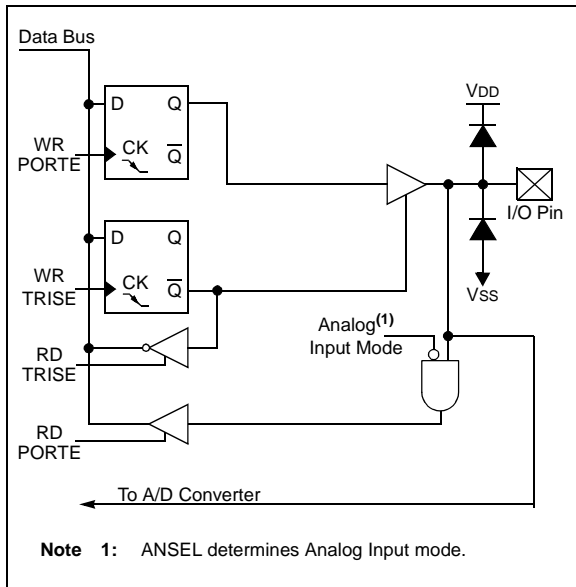 Data Bus
D Q
CK Q
WR
PORTE
VDD
I/O Pin
VSS
D Q
CK Q
WR
TRISE
RD
TRISE
Analog(1)
Input Mode
RD
PORTE
To A/D Converter
Note 1: ANSEL determines Analog Input mode.